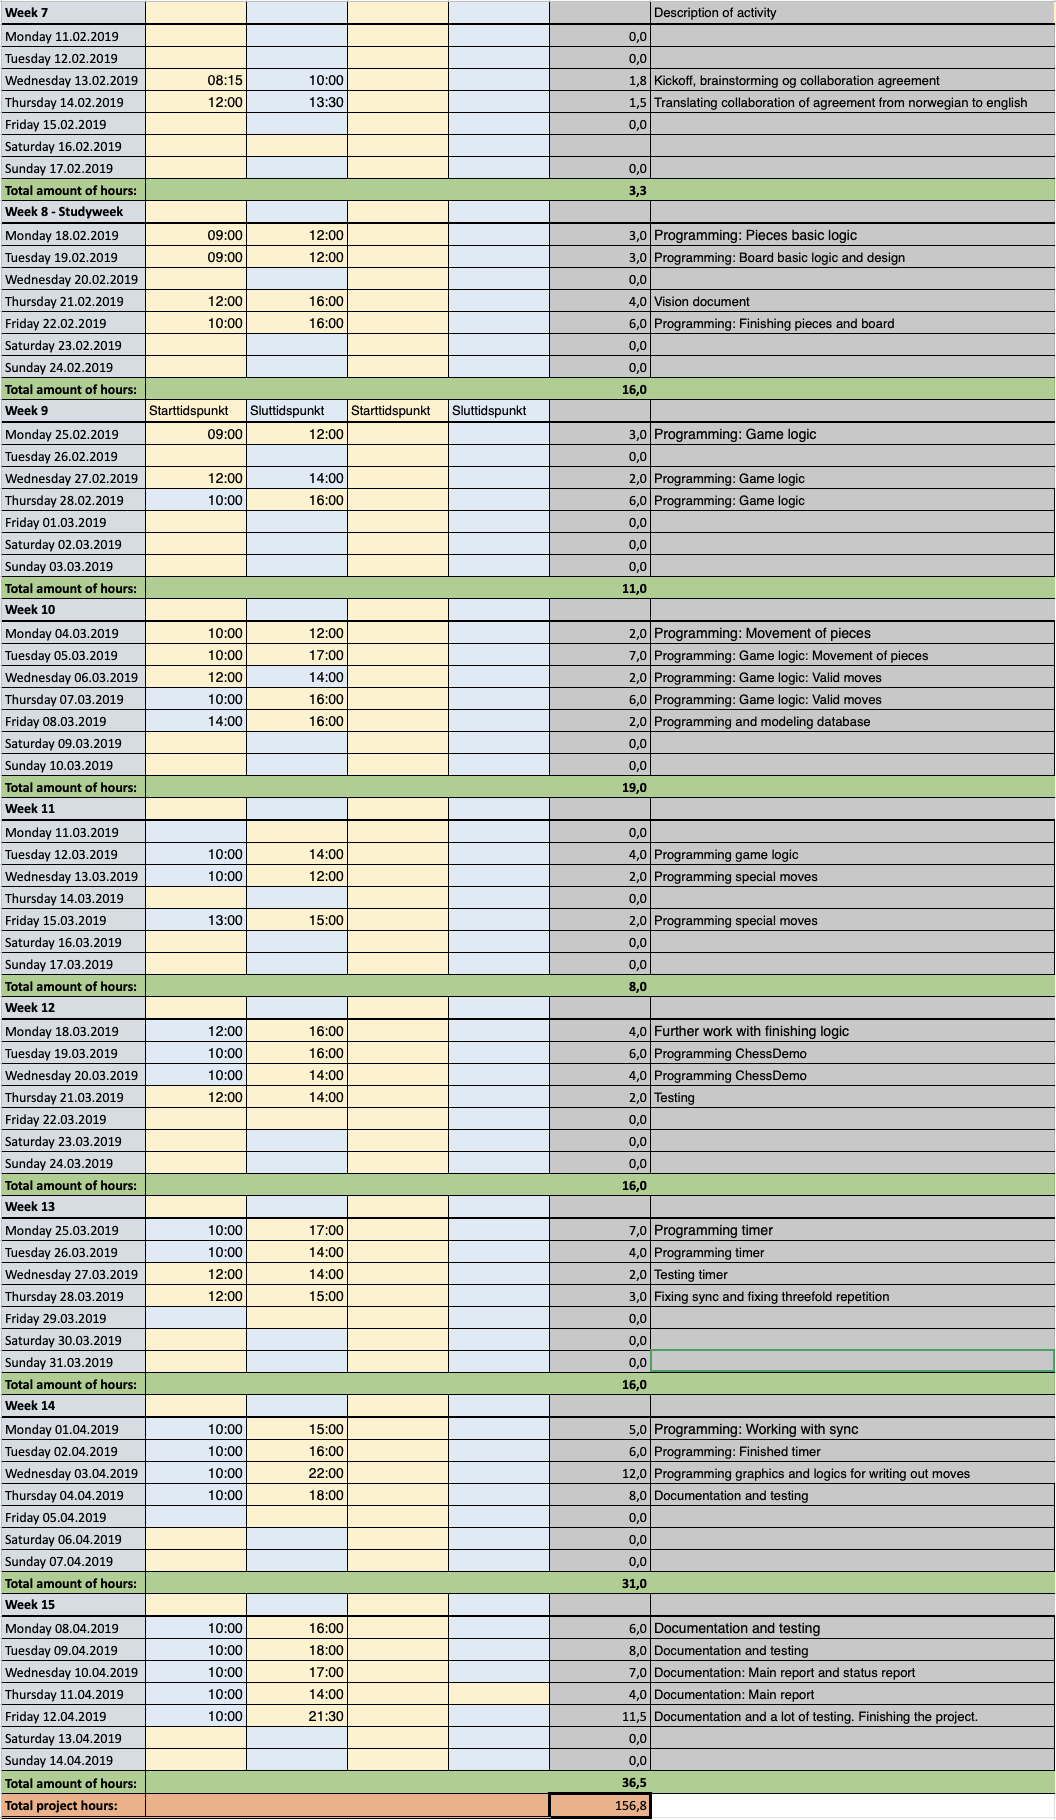 Week 7 Description of activity
Monday 11.02.2019 0,0
Tuesday 12.02.2019 0,0
Wednesday 13.02.2019 08:15 10:00 1,8 Kickoff, brainstorming og collaboration agreement
Thursday 14.02.2019 12:00 13:30 1,5 Translating collaboration of agreement from norwegian to english
Friday 15.02.2019 0,0
Saturday 16.02.2019
Sunday 17.02.2019 0,0
Total amount of hours: 3,3
Week 8 - Studyweek
Monday 18.02.2019 09:00 12:00 3,0 Programming: Pieces basic logic
Tuesday 19.02.2019 09:00 12:00 3,0 Programming: Board basic logic and design
Wednesday 20.02.2019 0,0
Thursday 21.02.2019 12:00 16:00 4,0 Vision document
Friday 22.02.2019 10:00 16:00 6,0 Programming: Finishing pieces and board
Saturday 23.02.2019 0,0
Sunday 24.02.2019 0,0
Total amount of hours: 16,0
Week 9 Starttidspunkt Sluttidspunkt Starttidspunkt Sluttidspunkt
Monday 25.02.2019 09:00 12:00 3,0 Programming: Game logic
Tuesday 26.02.2019 0,0
Wednesday 27.02.2019 12:00 14:00 2,0 Programming: Game logic
Thursday 28.02.2019 10:00 16:00 6,0 Programming: Game logic
Friday 01.03.2019 0,0
Saturday 02.03.2019 0,0
Sunday 03.03.2019 0,0
Total amount of hours: 11,0
Week 10
Monday 04.03.2019 10:00 12:00 2,0 Programming: Movement of pieces
Tuesday 05.03.2019 10:00 17:00 7,0 Programming: Game logic: Movement of pieces
Wednesday 06.03.2019 12:00 14:00 2,0 Programming: Game logic: Valid moves
Thursday 07.03.2019 10:00 16:00 6,0 Programming: Game logic: Valid moves
Friday 08.03.2019 14:00 16:00 2,0 Programming and modeling database
Saturday 09.03.2019 0,0
Sunday 10.03.2019 0,0
Total amount of hours: 19,0
Week 11
Monday 11.03.2019 0,0
Tuesday 12.03.2019 10:00 14:00 4,0 Programming game logic
Wednesday 13.03.2019 10:00 12:00 2,0 Programming special moves
Thursday 14.03.2019 0,0
Friday 15.03.2019 13:00 15:00 2,0 Programming special moves
Saturday 16.03.2019 0,0
Sunday 17.03.2019 0,0
Total amount of hours: 8,0
Week 12
Monday 18.03.2019 12:00 16:00 4,0 Further work with finishing logic
Tuesday 19.03.2019 10:00 16:00 6,0 Programming ChessDemo
Wednesday 20.03.2019 10:00 14:00 4,0 Programming ChessDemo
Thursday 21.03.2019 12:00 14:00 2,0 Testing
Friday 22.03.2019 0,0
Saturday 23.03.2019 0,0
Sunday 24.03.2019 0,0
Total amount of hours: 16,0
Week 13
Monday 25.03.2019 10:00 17:00 7,0 Programming timer
Tuesday 26.03.2019 10:00 14:00 4,0 Programming timer
Wednesday 27.03.2019 12:00 14:00 2,0 Testing timer
Thursday 28.03.2019 12:00 15:00 3,0 Fixing sync and fixing threefold repetition
Friday 29.03.2019 0,0
Saturday 30.03.2019 0,0
Sunday 31.03.2019 0,0
Total amount of hours: 16,0
Week 14
Monday 01.04.2019 10:00 15:00 5,0 Programming: Working with sync
Tuesday 02.04.2019 10:00 16:00 6,0 Programming: Finished timer
Wednesday 03.04.2019 10:00 22:00 12,0 Programming graphics and logics for writing out moves
Thursday 04.04.2019 10:00 18:00 8,0 Documentation and testing
Friday 05.04.2019 0,0
Saturday 06.04.2019 0,0
Sunday 07.04.2019 0,0
Total amount of hours: 31,0
Week 15
Monday 08.04.2019 10:00 16:00 6,0 Documentation and testing
Tuesday 09.04.2019 10:00 18:00 8,0 Documentation and testing
Wednesday 10.04.2019 10:00 17:00 7,0 Documentation: Main report and status report
Thursday 11.04.2019 10:00 14:00 4,0 Documentation: Main report
Friday 12.04.2019 10:00 21:30 11,5 Documentation and a lot of testing. Finishing the project.
Saturday 13.04.2019 0,0
Sunday 14.04.2019 0,0
Total amount of hours: 36,5
Total project hours: 156,8